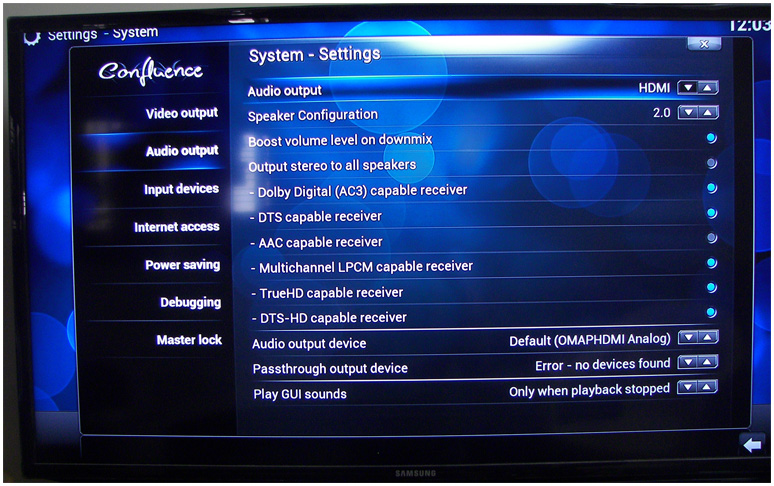 Settings - System
12:03
System - Settings
Confluence
Audio output HDMI
Speaker Configuration 2.0
Video output
Boost volume level on downmix
Audio output
Output stereo to all speakers
Input devices
- Dolby Digital (AC3) capable receiver
- DTS capable receiver
Internet access
- AAC capable receiver
Power saving
- Multichannel LPCM capable receiver
- TrueHD capable receiver
Debugging
- DTS-HD capable receiver
Master lock
Audio output device Default (OMAPHDMI Analog)
Passthrough output device Error - no devices found
Play GUI sounds Only when playback stopped
SAMSUNG